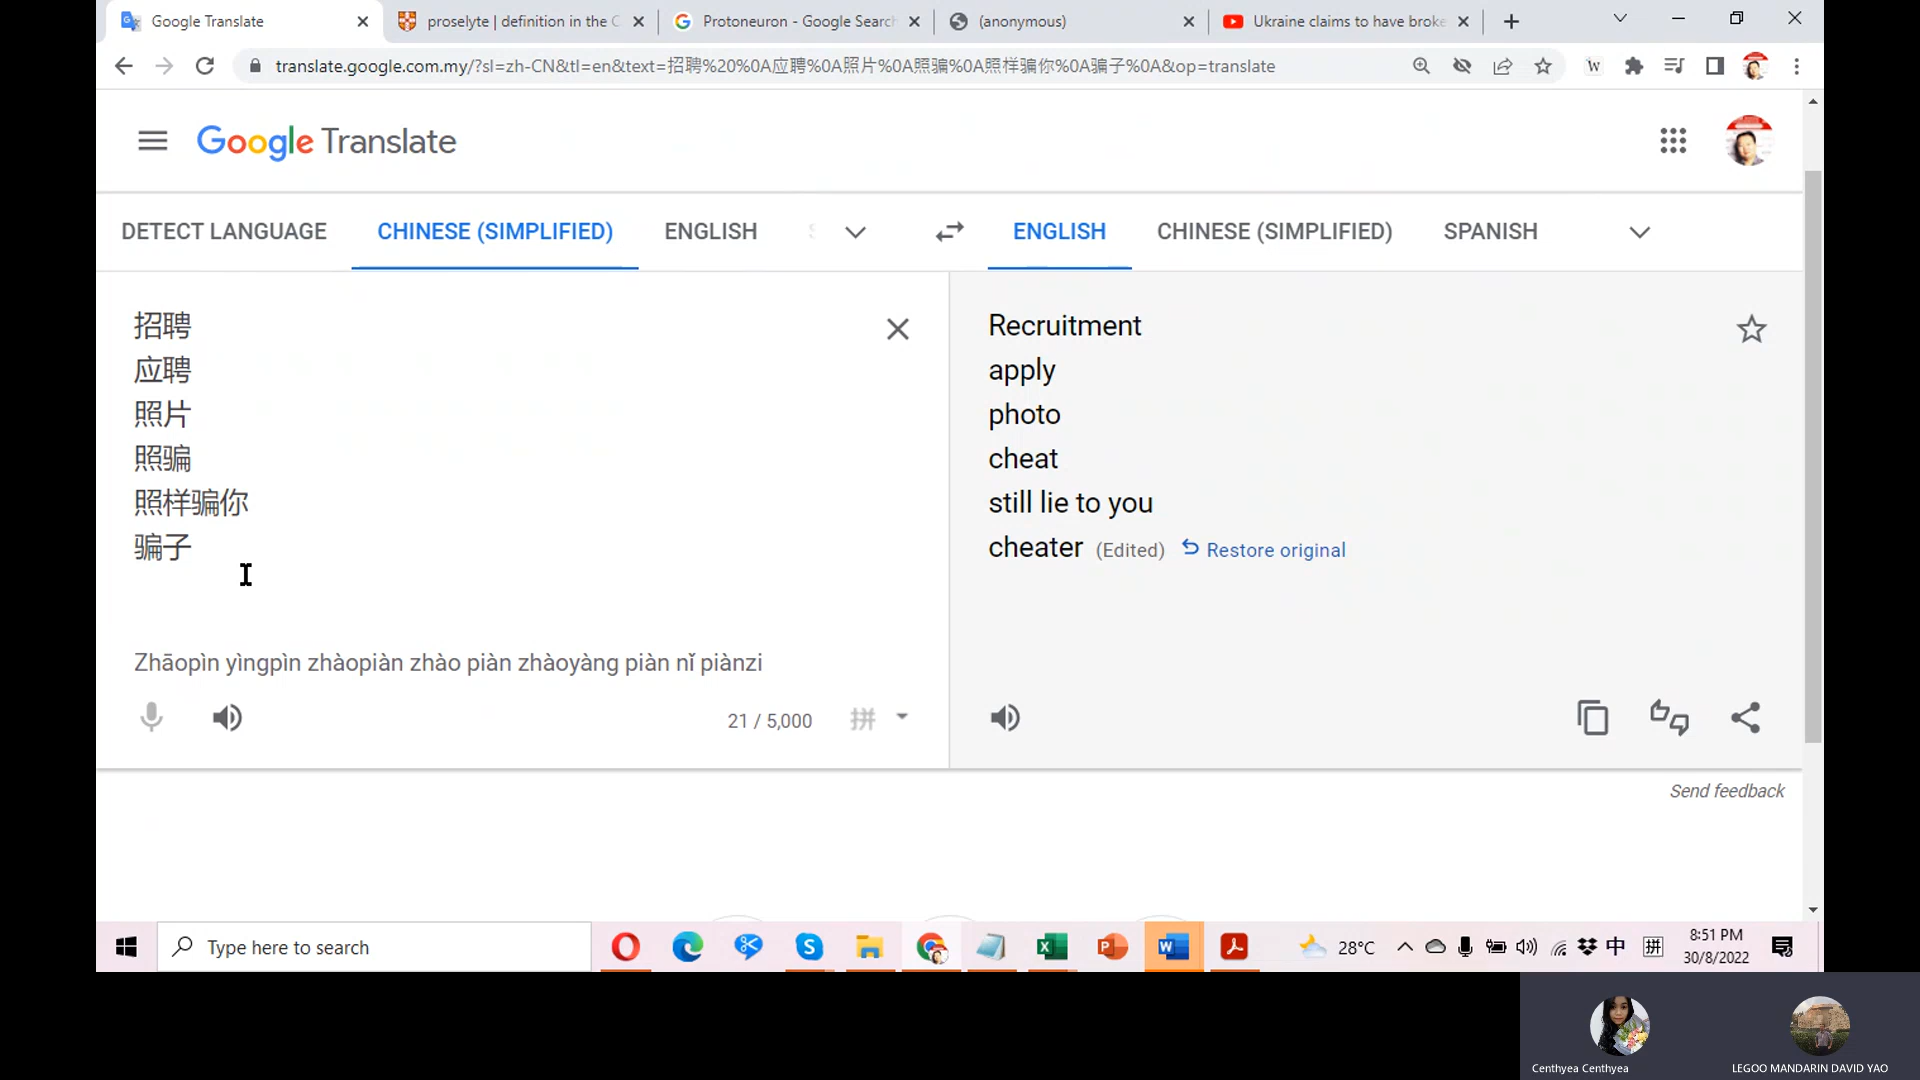 Google Translate
proselyte | definition in the C
Protoneuron - Google Search
(anonymous)
Ukraine claims to have broke
translate.google.com.my/?sl=zh-CN&tl=en&text=招聘%20%0A应聘%0A照片%0A照骗%0A照样骗你%0A骗子%0A&op=translate
W
Google Translate
DETECT LANGUAGE
CHINESE (SIMPLIFIED)
ENGLISH
ENGLISH
CHINESE (SIMPLIFIED)
SPANISH
招聘
应聘
照片
照骗
照样骗你
骗子
Zhāopìn yìngpìn zhàopiàn zhào piàn zhàoyàng piàn nǐ piànzi
21 / 5,000
拼
Recruitment
apply
photo
cheat
still lie to you
cheater (Edited) Restore original
Send feedback
Type here to search
28°C
中
拼
8:51 PM
30/8/2022
Centhyea Centhyea
LEGOO MANDARIN DAVID YAO